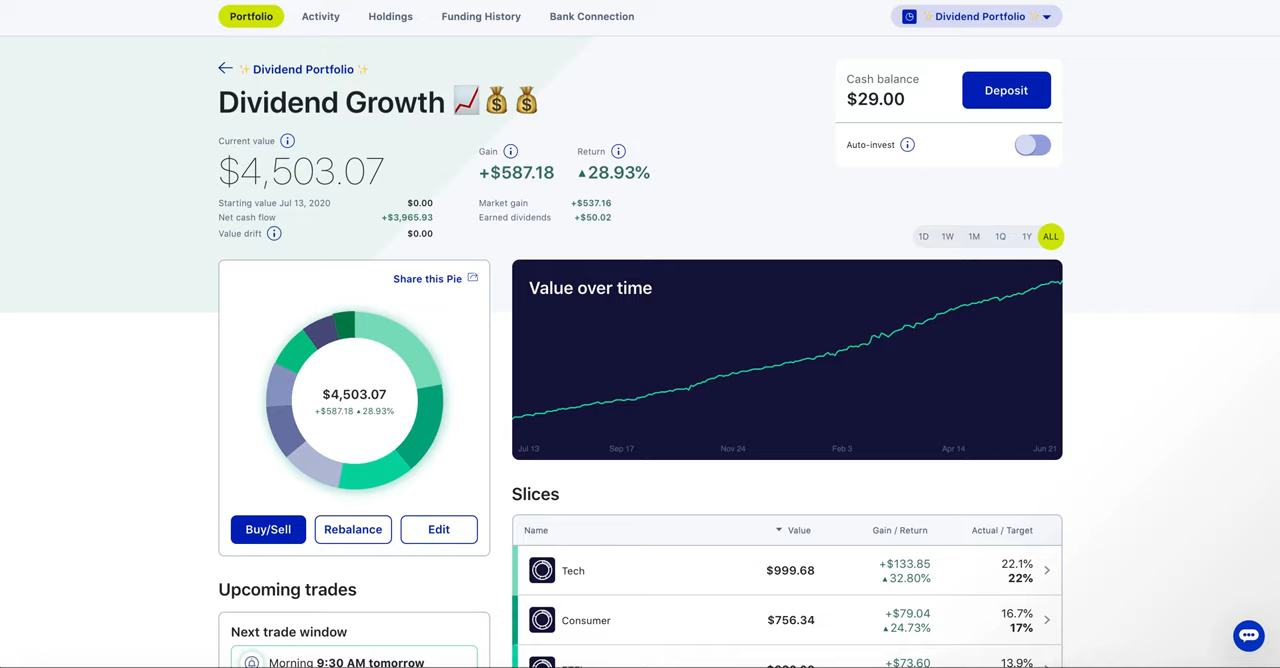 Portfolio Activity Holdings Funding History Bank Connection ✨ Dividend Portfolio ✨
✨ Dividend Portfolio ✨
Dividend Growth 📈 💰 💰
Current value
$4,503.07
Starting value Jul 13, 2020 $0.00
Net cash flow +$3,965.93
Value drift $0.00
Gain Return
+$587.18 ▲28.93%
Market gain +$537.16
Earned dividends +$50.02
Cash balance
$29.00
Deposit
Auto-invest
1D 1W 1M 1Q 1Y ALL
Share this Pie
$4,503.07
+$587.18 ▲28.93%
Buy/Sell Rebalance Edit
Upcoming trades
Next trade window
Morning 9:30 AM tomorrow
Value over time
Jul 13 Sep 17 Nov 24 Feb 3 Apr 14 Jun 21
Slices
Name Value Gain / Return Actual / Target
Tech $999.68 +$133.85 22.1%
▲32.80% 22%
Consumer $756.34 +$79.04 16.7%
▲24.73% 17%
+$73.60 13.9%